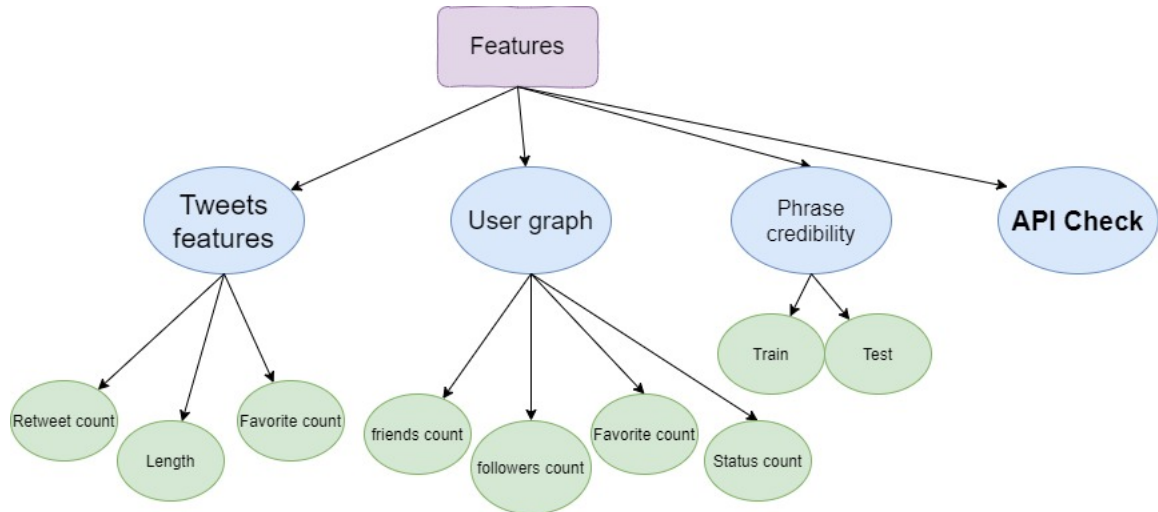 Features
Tweets
features
User graph
Phrase
credibility
API Check
Train
Test
Retweet count
Length
Favorite count
friends count
followers count
Favorite count
Status count